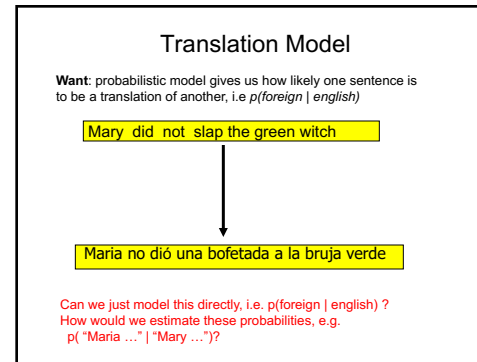 Translation Model
Want: probabilistic model gives us how likely one sentence is
to be a translation of another, i.e p(foreign | english)
Mary did not slap the green witch
Maria no dió una bofetada a la bruja verde
Can we just model this directly, i.e. p(foreign | english) ?
How would we estimate these probabilities, e.g.
p( “Maria …” | “Mary …”)?